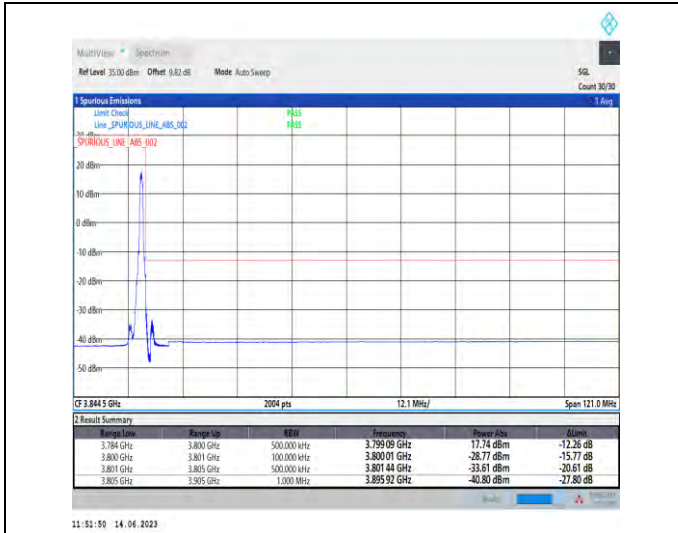 MultiView Spectrum
Ref Level 35.00 dBm Offset 9.82 dB Mode Auto Sweep SGL
Count 30/30
1 Spurious Emissions 1 Avg
Limit Check PASS
Line _SPURIOUS_LINE_ABS_002 PASS
_SPURIOUS_LINE_ABS_002
20 dBm
10 dBm
0 dBm
-10 dBm
-20 dBm
-30 dBm
-40 dBm
-50 dBm
CF 3.844 5 GHz 2004 pts 12.1 MHz/ Span 121.0 MHz
2 Result Summary
Range Low Range Up RBW Frequency Power Abs ΔLimit
3.784 GHz 3.800 GHz 500.000 kHz 3.799 09 GHz 17.74 dBm -12.26 dB
3.800 GHz 3.801 GHz 100.000 kHz 3.800 01 GHz -28.77 dBm -15.77 dB
3.801 GHz 3.805 GHz 500.000 kHz 3.801 44 GHz -33.61 dBm -20.61 dB
3.805 GHz 3.905 GHz 1.000 MHz 3.895 92 GHz -40.80 dBm -27.80 dB
11:51:50 14.06.2023